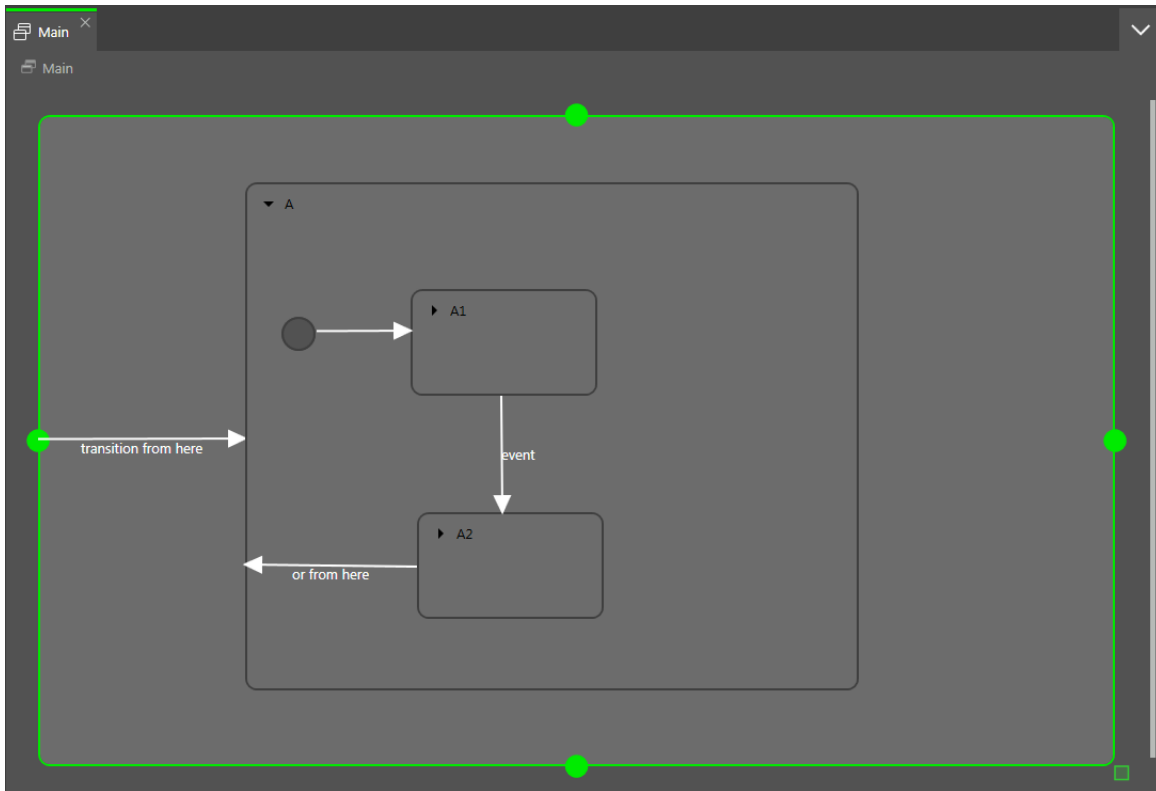 Main
Main
A
A1
transition from here
event
A2
or from here